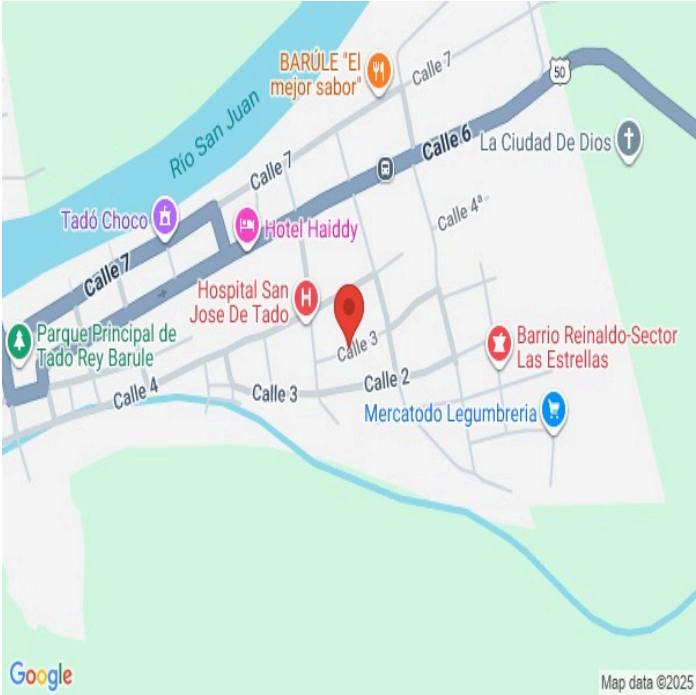 BARÚLE "El
mejor sabor"
Calle 7
50
Río San Juan
Calle 6
La Ciudad De Dios
Calle 7
Tadó Choco
Hotel Haiddy
Calle 4ª
Calle 7
Hospital San
Jose De Tado
H
Parque Principal de
Tado Rey Barule
Calle 3
Barrio Reinaldo-Sector
Las Estrellas
Calle 4
Calle 3
Calle 2
Mercatodo Legumbreria
Google
Map data ©2025